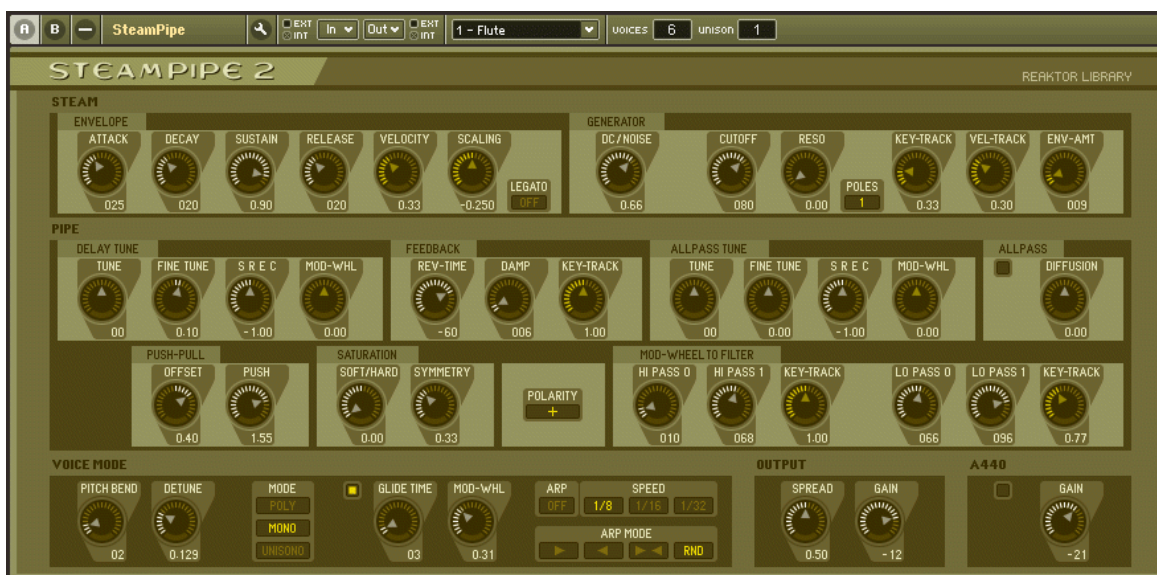 A B SteamPipe EXT INT In Out EXT INT 1 - Flute VOICES 6 UNISON 1
STEAMPIPE 2 REAKTOR LIBRARY
STEAM
ENVELOPE GENERATOR
ATTACK DECAY SUSTAIN RELEASE VELOCITY SCALING DC/NOISE CUTOFF RESO KEY-TRACK VEL-TRACK ENV-AMT
LEGATO POLES
025 020 0.90 020 0.33 -0.250 OFF 0.66 080 0.00 1 0.33 0.30 009
PIPE
DELAY TUNE FEEDBACK ALLPASS TUNE ALLPASS
TUNE FINE TUNE S R E C MOD-WHL REV-TIME DAMP KEY-TRACK TUNE FINE TUNE S R E C MOD-WHL DIFFUSION
00 0.10 -1.00 0.00 -60 006 1.00 00 0.00 -1.00 0.00 0.00
PUSH-PULL SATURATION MOD-WHEEL TO FILTER
OFFSET PUSH SOFT/HARD SYMMETRY HI PASS 0 HI PASS 1 KEY-TRACK LO PASS 0 LO PASS 1 KEY-TRACK
POLARITY
+
0.40 1.55 0.00 0.33 010 068 1.00 066 096 0.77
VOICE MODE OUTPUT A440
PITCH BEND DETUNE MODE GLIDE TIME MOD-WHL ARP SPEED SPREAD GAIN GAIN
POLY OFF 1/8 1/16 1/32
MONO ARP MODE
UNISONO RND
02 0.129 03 0.31 0.50 -12 -21